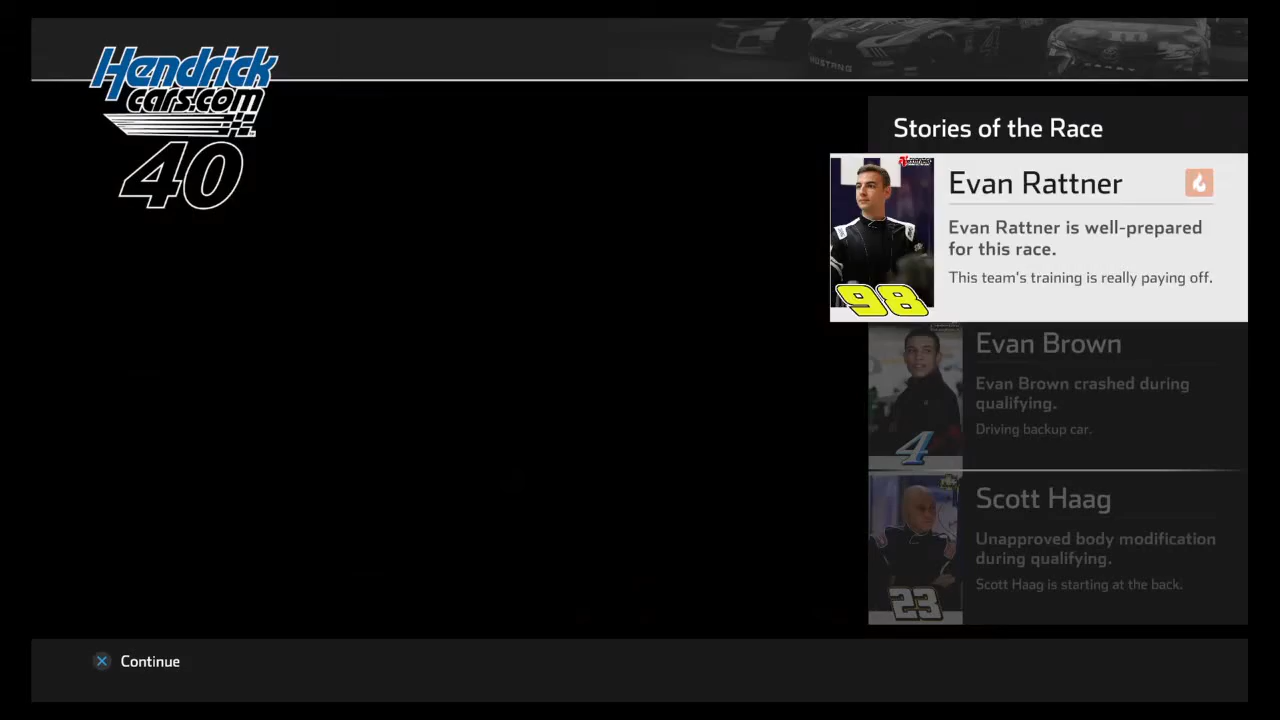 Hendrick
cars.com
40
MUSTANG
4
Stories of the Race
Evan Rattner
Evan Rattner is well-prepared
for this race.
This team's training is really paying off.
98
Evan Brown
Evan Brown crashed during
qualifying.
Driving backup car.
4
Scott Haag
Unapproved body modification
during qualifying.
Scott Haag is starting at the back.
23
Continue